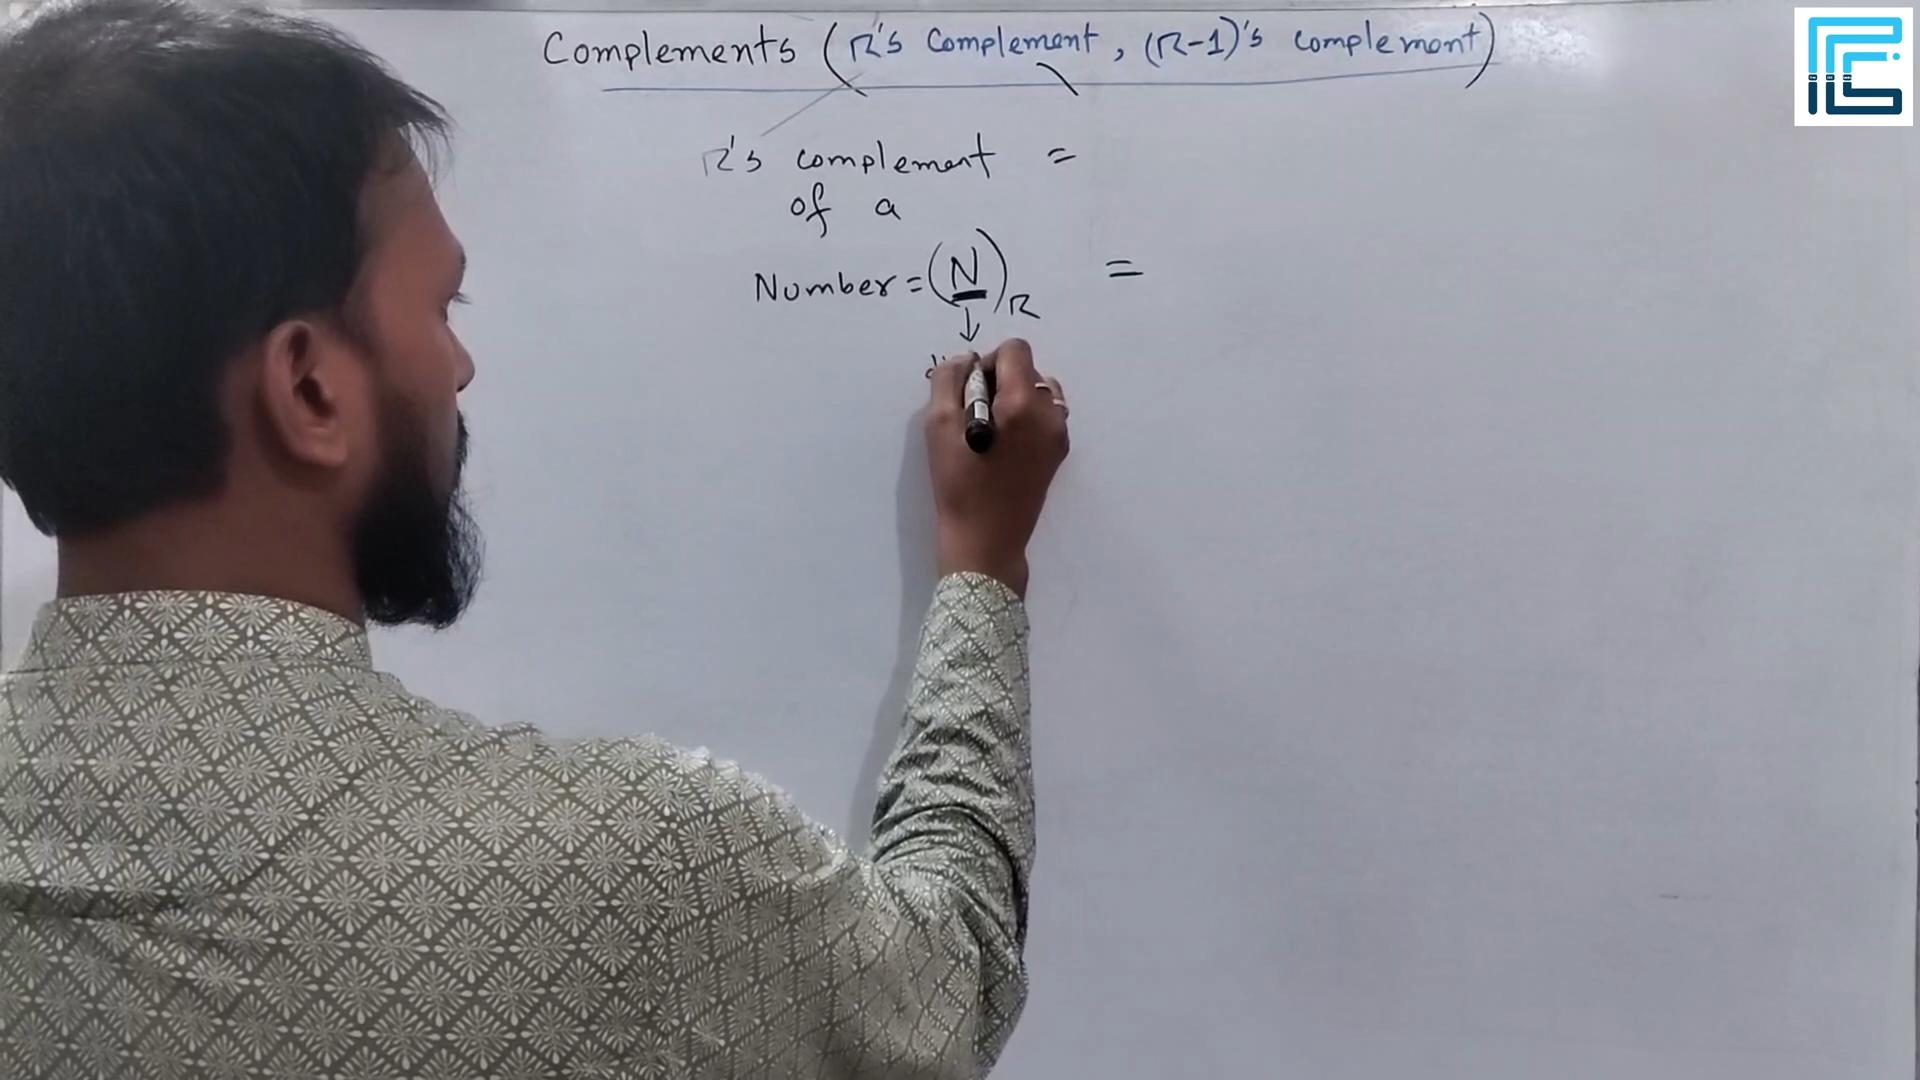 Complements (R's Complement, (R-1)'s complement)
R's complement =
of a
Number = (N)R =